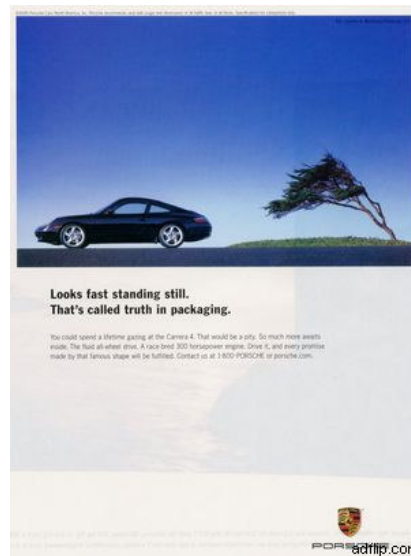 Looks fast standing still.
That's called truth in packaging.
You could spend a lifetime gazing at the Carrera 4. That would be a pity. So much more awaits
inside. The fluid all-wheel drive. A race-bred 300 horsepower engine. Drive it, and every promise
made by that famous shape will be fulfilled. Contact us at 1-800-PORSCHE or porsche.com.
PORSCHE
adflip.com